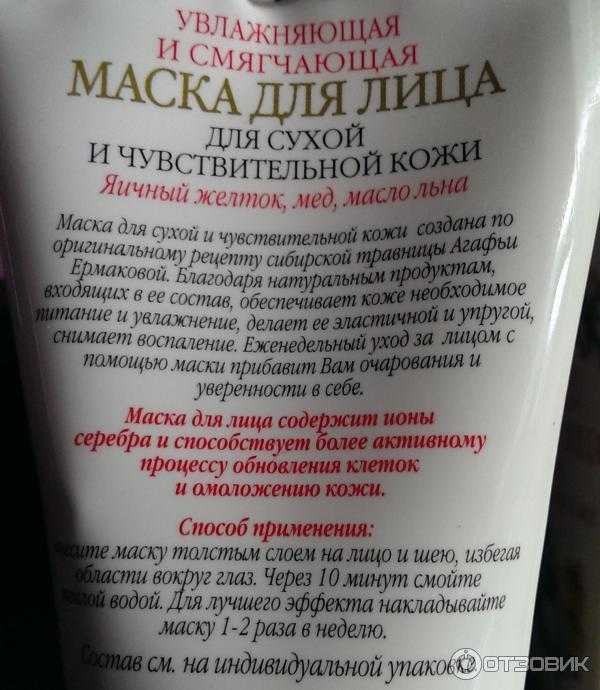 УВЛАЖНЯЮЩАЯ
И СМЯГЧАЮЩАЯ
МАСКА ДЛЯ ЛИЦА
ДЛЯ СУХОЙ
И ЧУВСТВИТЕЛЬНОЙ КОЖИ
Яичный желток, мед, масло льна
Маска для сухой и чувствительной кожи создана по
оригинальному рецепту сибирской травницы Агафьи
Ермаковой. Благодаря натуральным продуктам,
входящих в ее состав, обеспечивает коже необходимое
питание и увлажнение, делает ее эластичной и упругой,
снимает воспаление. Еженедельный уход за лицом с
помощью маски прибавит Вам очарования и
уверенности в себе.
Маска для лица содержит ионы
серебра и способствует более активному
процессу обновления клеток
и омоложению кожи.
Способ применения:
маску толстым слоем на лицо и шею, избегая
области вокруг глаз. Через 10 минут смойте
теплой водой. Для лучшего эффекта накладывайте
маску 1-2 раза в неделю.
Состав см. на индивидуальной упаковке
ОТЗОВИК